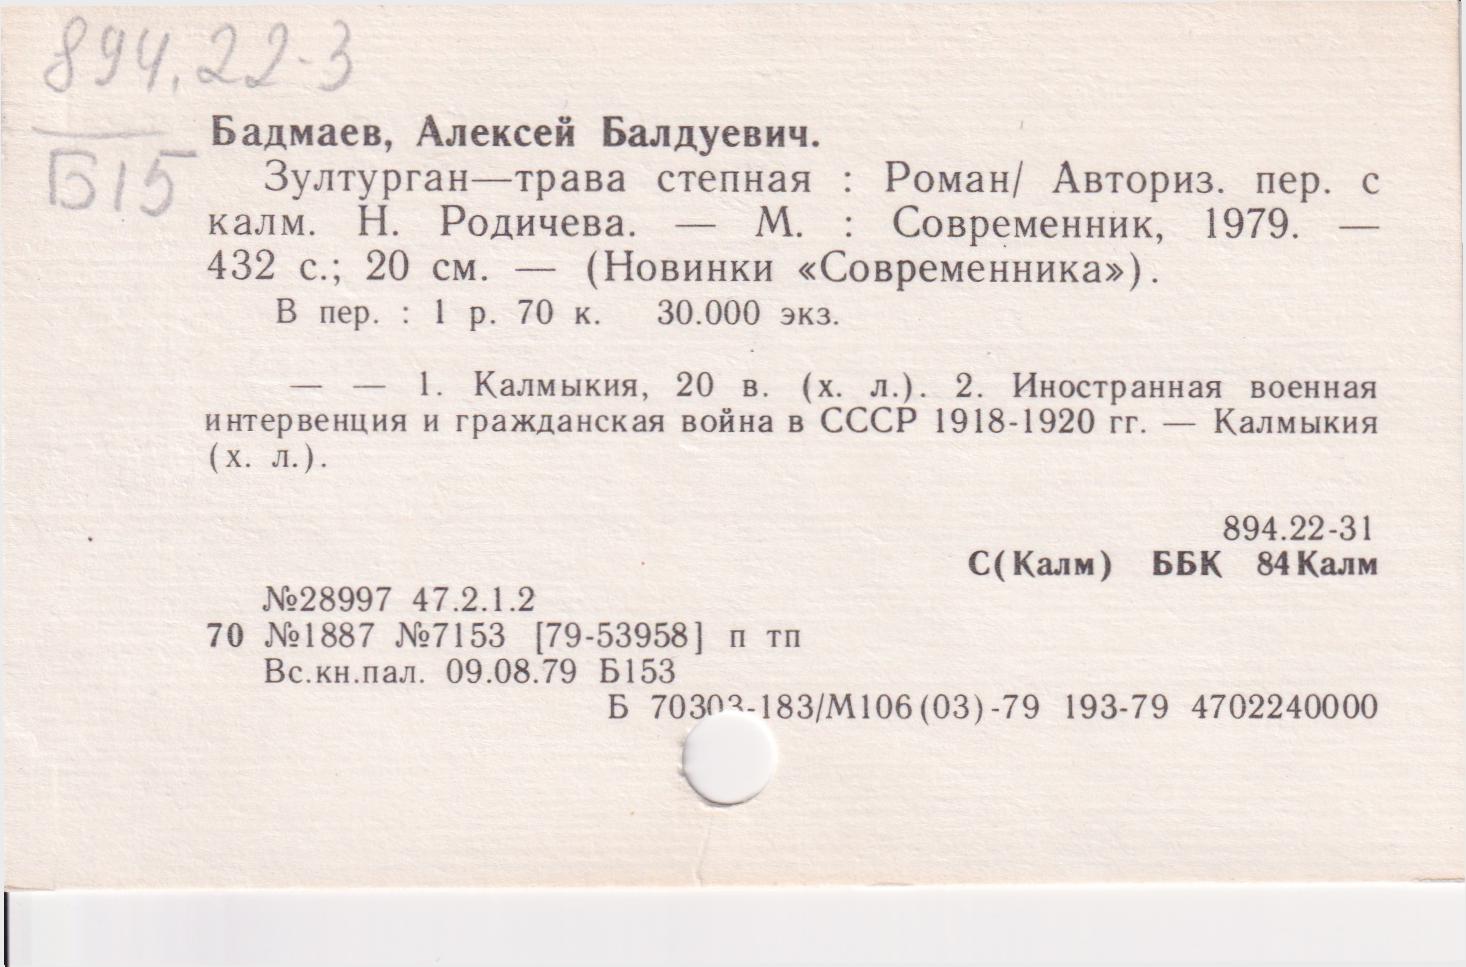 894.22-3
Б15
Бадмаев, Алексей Балдуевич.
Зултурган—трава степная : Роман/ Авториз. пер. с
калм. Н. Родичева. — М. : Современник, 1979. —
432 с.; 20 см. — (Новинки «Современника»).
В пер. : 1 р. 70 к. 30.000 экз.
— — 1. Калмыкия, 20 в. (х. л.). 2. Иностранная военная
интервенция и гражданская война в СССР 1918-1920 гг. — Калмыкия
(х. л.).
894.22-31
С(Калм) ББК 84Калм
№28997 47.2.1.2
70 №1887 №7153 [79-53958] п тп
Вс.кн.пал. 09.08.79 Б153
Б 70303-183/М106(03)-79 193-79 4702240000